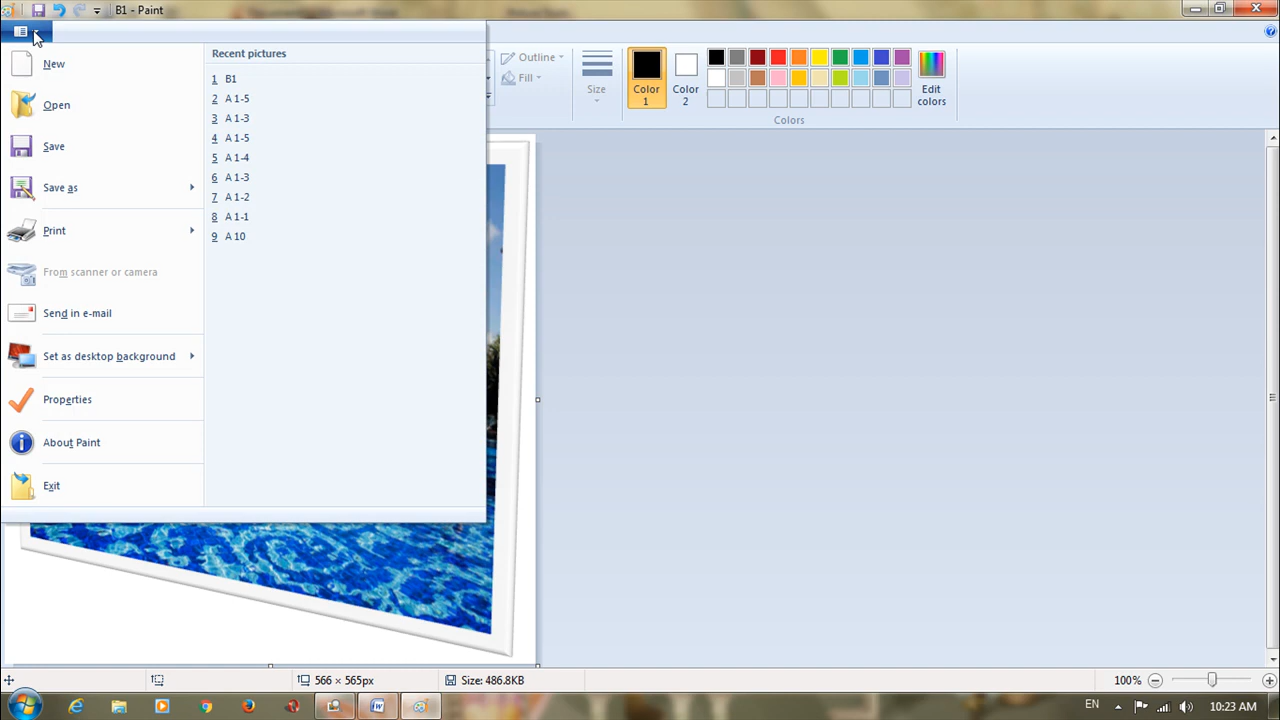 B1 - Paint
New
Open
Save
Save as
Print
From scanner or camera
Send in e-mail
Set as desktop background
Properties
About Paint
Exit
Recent pictures
1 B1
2 A 1-5
3 A 1-3
4 A 1-5
5 A 1-4
6 A 1-3
7 A 1-2
8 A 1-1
9 A 10
Outline
Fill
Size
Color 1
Color 2
Edit colors
Colors
566 × 565px
Size: 486.8KB
100%
EN
10:23 AM